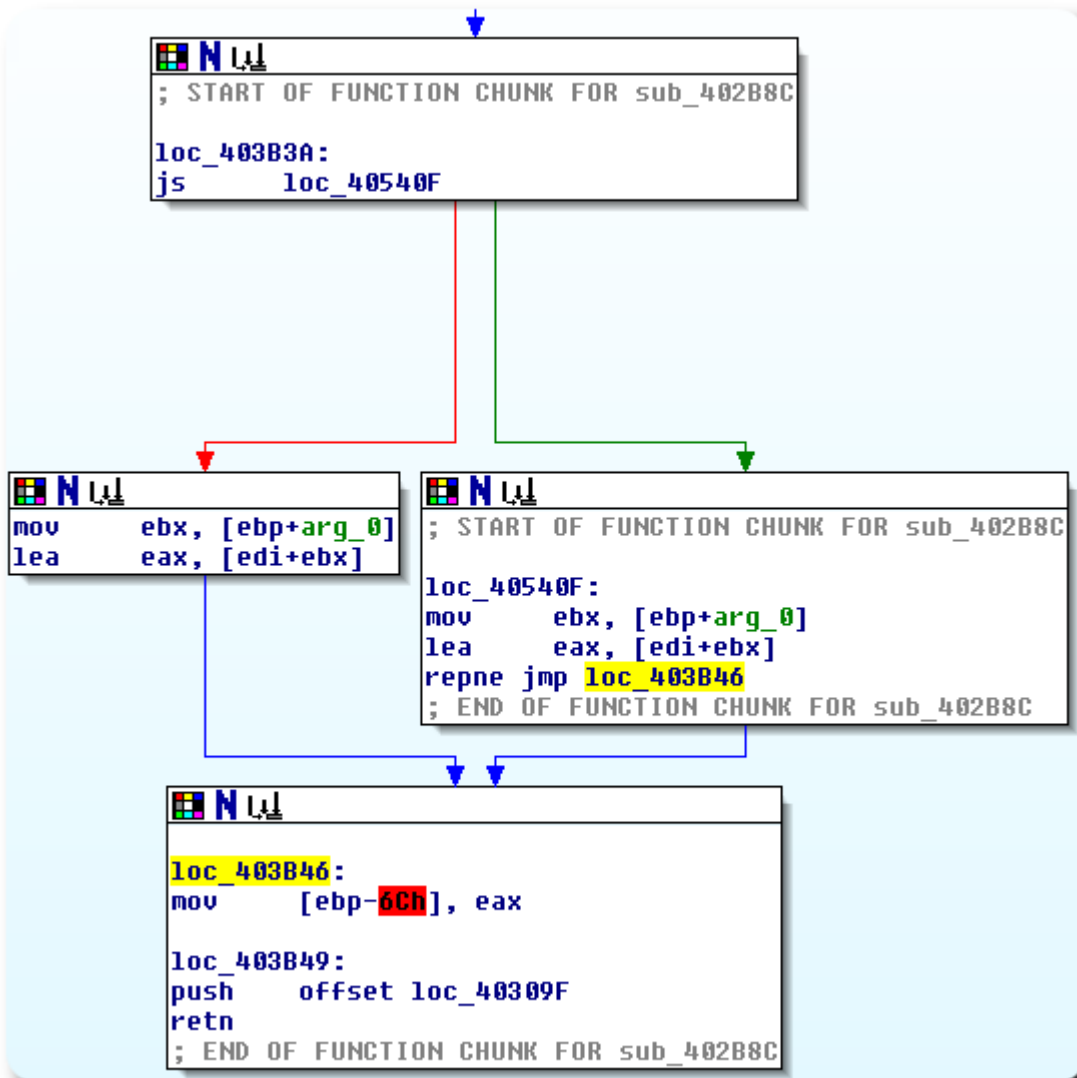 ; START OF FUNCTION CHUNK FOR sub_402B8C
loc_403B3A:
js loc_40540F
mov ebx, [ebp+arg_0]
lea eax, [edi+ebx]
; START OF FUNCTION CHUNK FOR sub_402B8C
loc_40540F:
mov ebx, [ebp+arg_0]
lea eax, [edi+ebx]
repne jmp loc_403B46
; END OF FUNCTION CHUNK FOR sub_402B8C
loc_403B46:
mov [ebp-6Ch], eax
loc_403B49:
push offset loc_40309F
retn
; END OF FUNCTION CHUNK FOR sub_402B8C